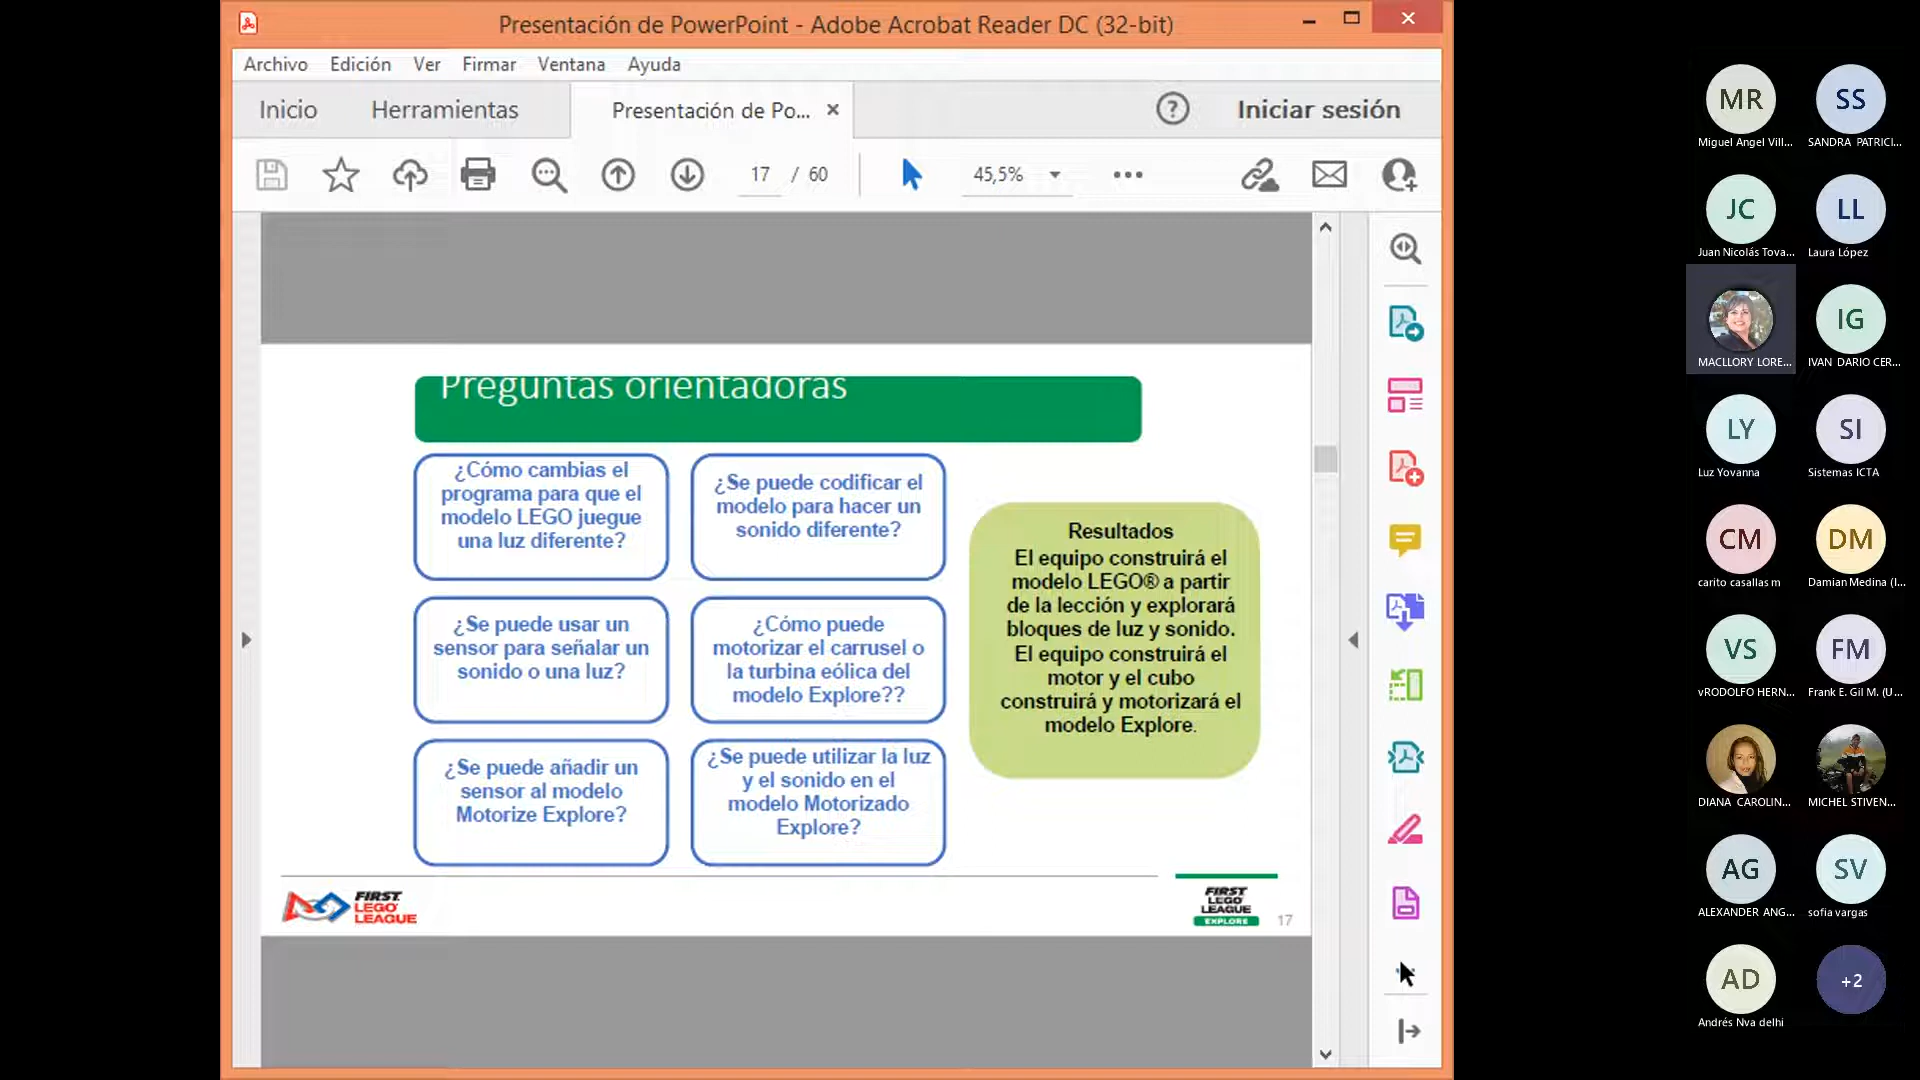 Presentación de PowerPoint - Adobe Acrobat Reader DC (32-bit)
Archivo Edición Ver Firmar Ventana Ayuda
Inicio Herramientas Presentación de Po... Iniciar sesión
17 / 60 45,5%
Preguntas orientadoras
¿Cómo cambias el
programa para que el
modelo LEGO juegue
una luz diferente?
¿Se puede codificar el
modelo para hacer un
sonido diferente?
¿Se puede usar un
sensor para señalar un
sonido o una luz?
¿Cómo puede
motorizar el carrusel o
la turbina eólica del
modelo Explore??
¿Se puede añadir un
sensor al modelo
Motorize Explore?
¿Se puede utilizar la luz
y el sonido en el
modelo Motorizado
Explore?
Resultados
El equipo construirá el
modelo LEGO® a partir
de la lección y explorará
bloques de luz y sonido.
El equipo construirá el
motor y el cubo
construirá y motorizará el
modelo Explore.
FIRST
LEGO
LEAGUE
FIRST
LEGO
LEAGUE
EXPLORE
17
MR SS
Miguel Angel Vill... SANDRA PATRICI...
JC LL
Juan Nicolás Tova... Laura López
IG
MACLLORY LORE... IVAN DARIO CER...
LY SI
Luz Yovanna Sistemas ICTA
CM DM
carito casallas m Damian Medina (I...
VS FM
vRODOLFO HERN... Frank E. Gil M. (U...
DIANA CAROLIN... MICHEL STIVEN...
AG SV
ALEXANDER ANG... sofia vargas
AD +2
Andrés Nva delhi